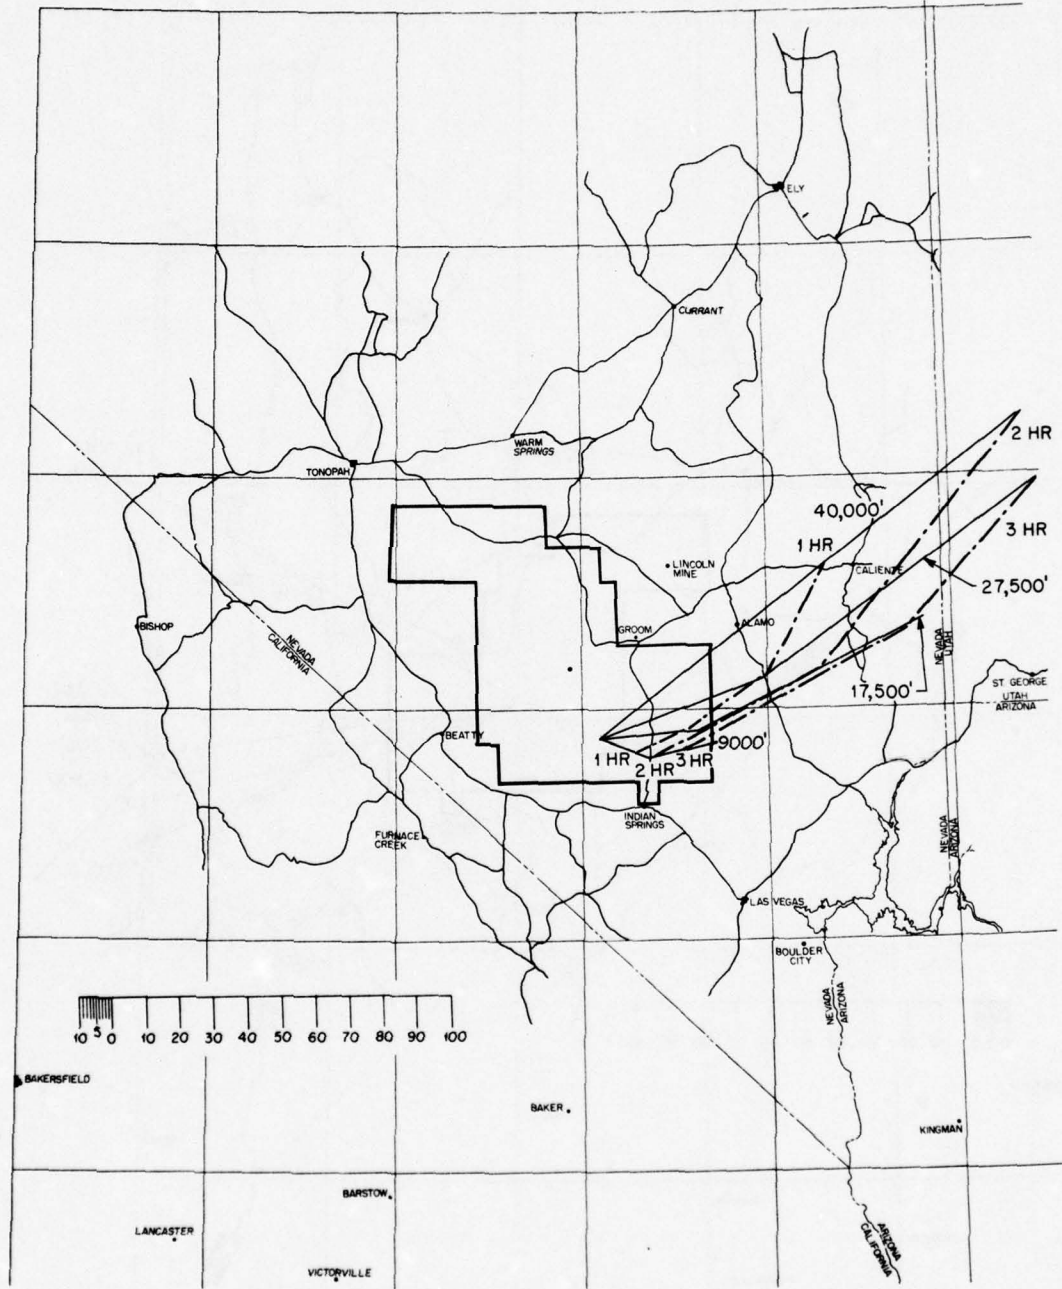 ELY
CURRANT
WARM
SPRINGS
TONOPAH
2 HR
40,000'
3 HR
1 HR
LINCOLN
MINE
CALIENTE
27,500'
BISHOP
NEVADA
CALIFORNIA
GROOM
ALAMO
NEVADA
UTAH
17,500'
ST. GEORGE
UTAH
ARIZONA
BEATTY
9000'
1 HR
2 HR
3 HR
INDIAN
SPRINGS
FURNACE
CREEK
NEVADA
ARIZONA
LAS VEGAS
BOULDER
CITY
NEVADA
ARIZONA
10 5 0 10 20 30 40 50 60 70 80 90 100
BAKERSFIELD
BAKER
KINGMAN
BARSTOW
LANCASTER
ARIZONA
CALIFORNIA
VICTORVILLE